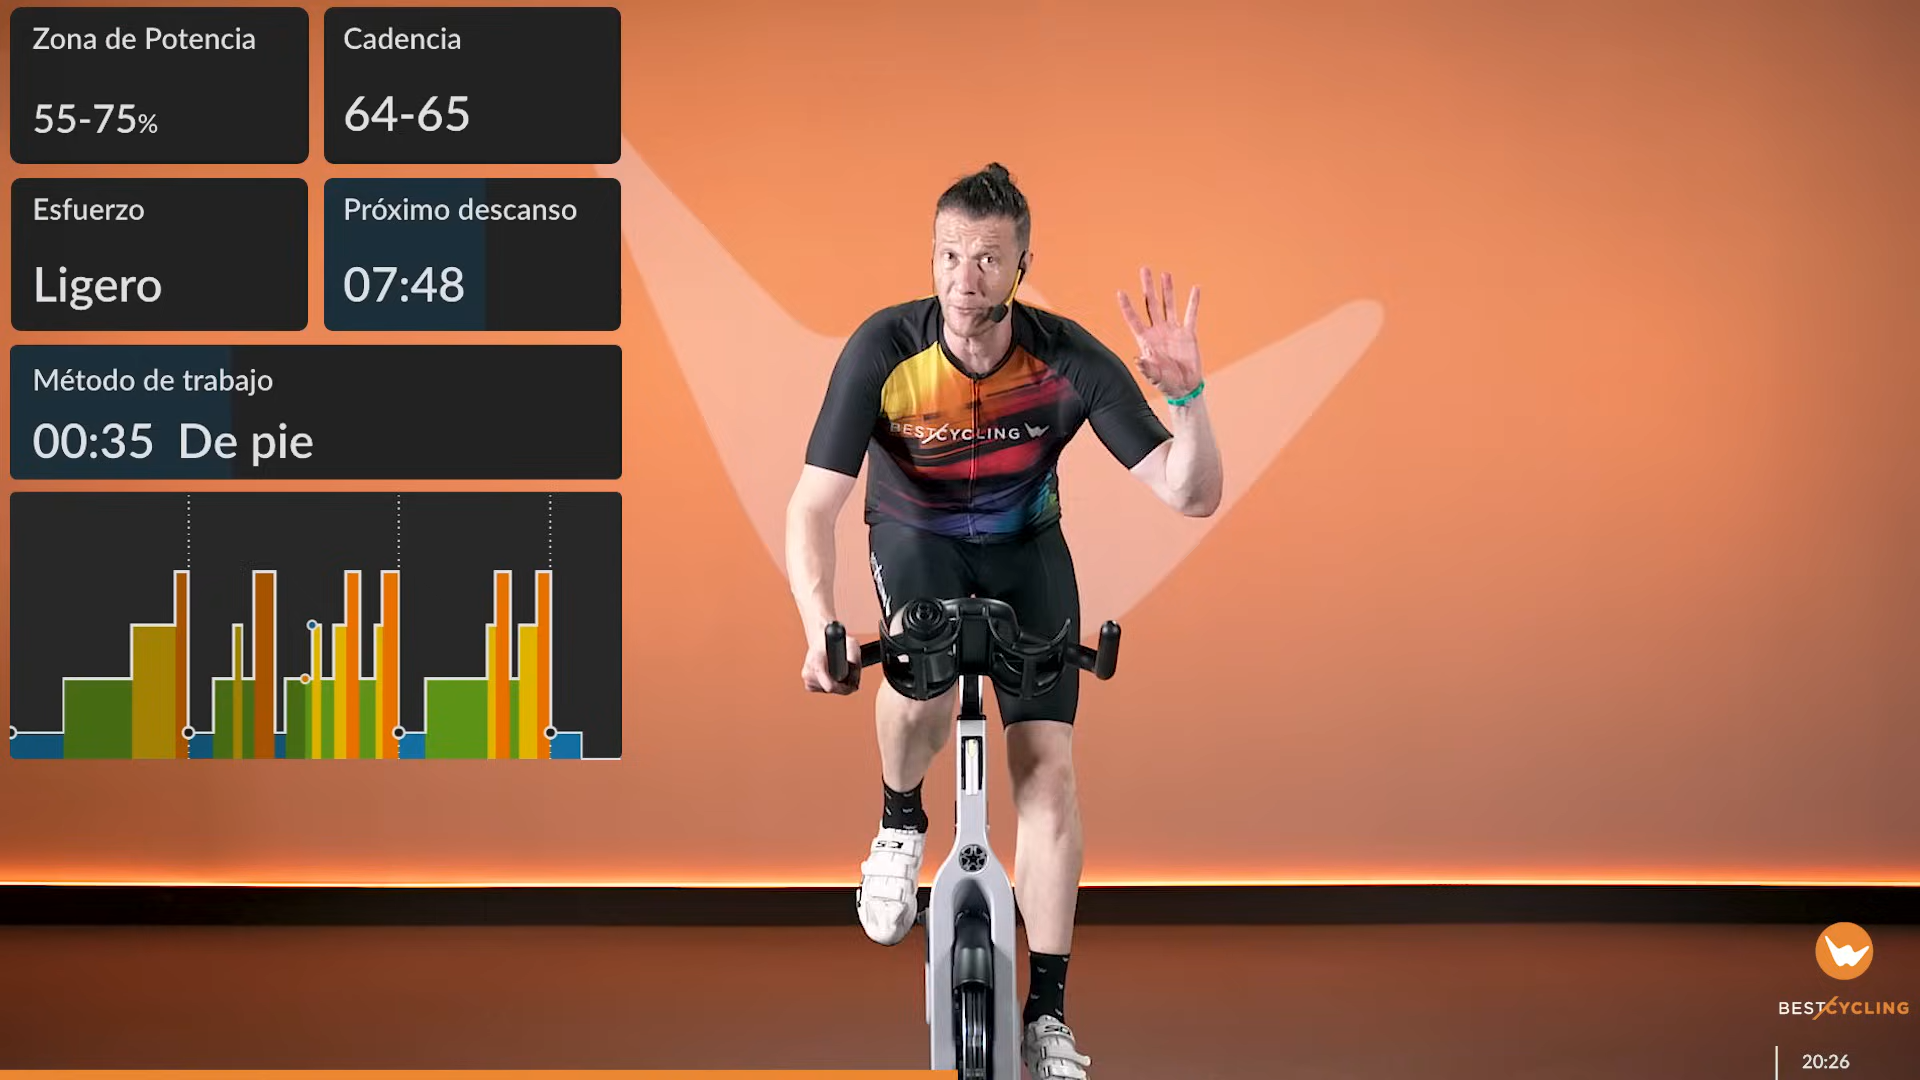 Zona de Potencia
55-75%
Cadencia
64-65
Esfuerzo
Ligero
Próximo descanso
07:48
Método de trabajo
00:35 De pie
BESTCYCLING
BESTCYCLING
20:26